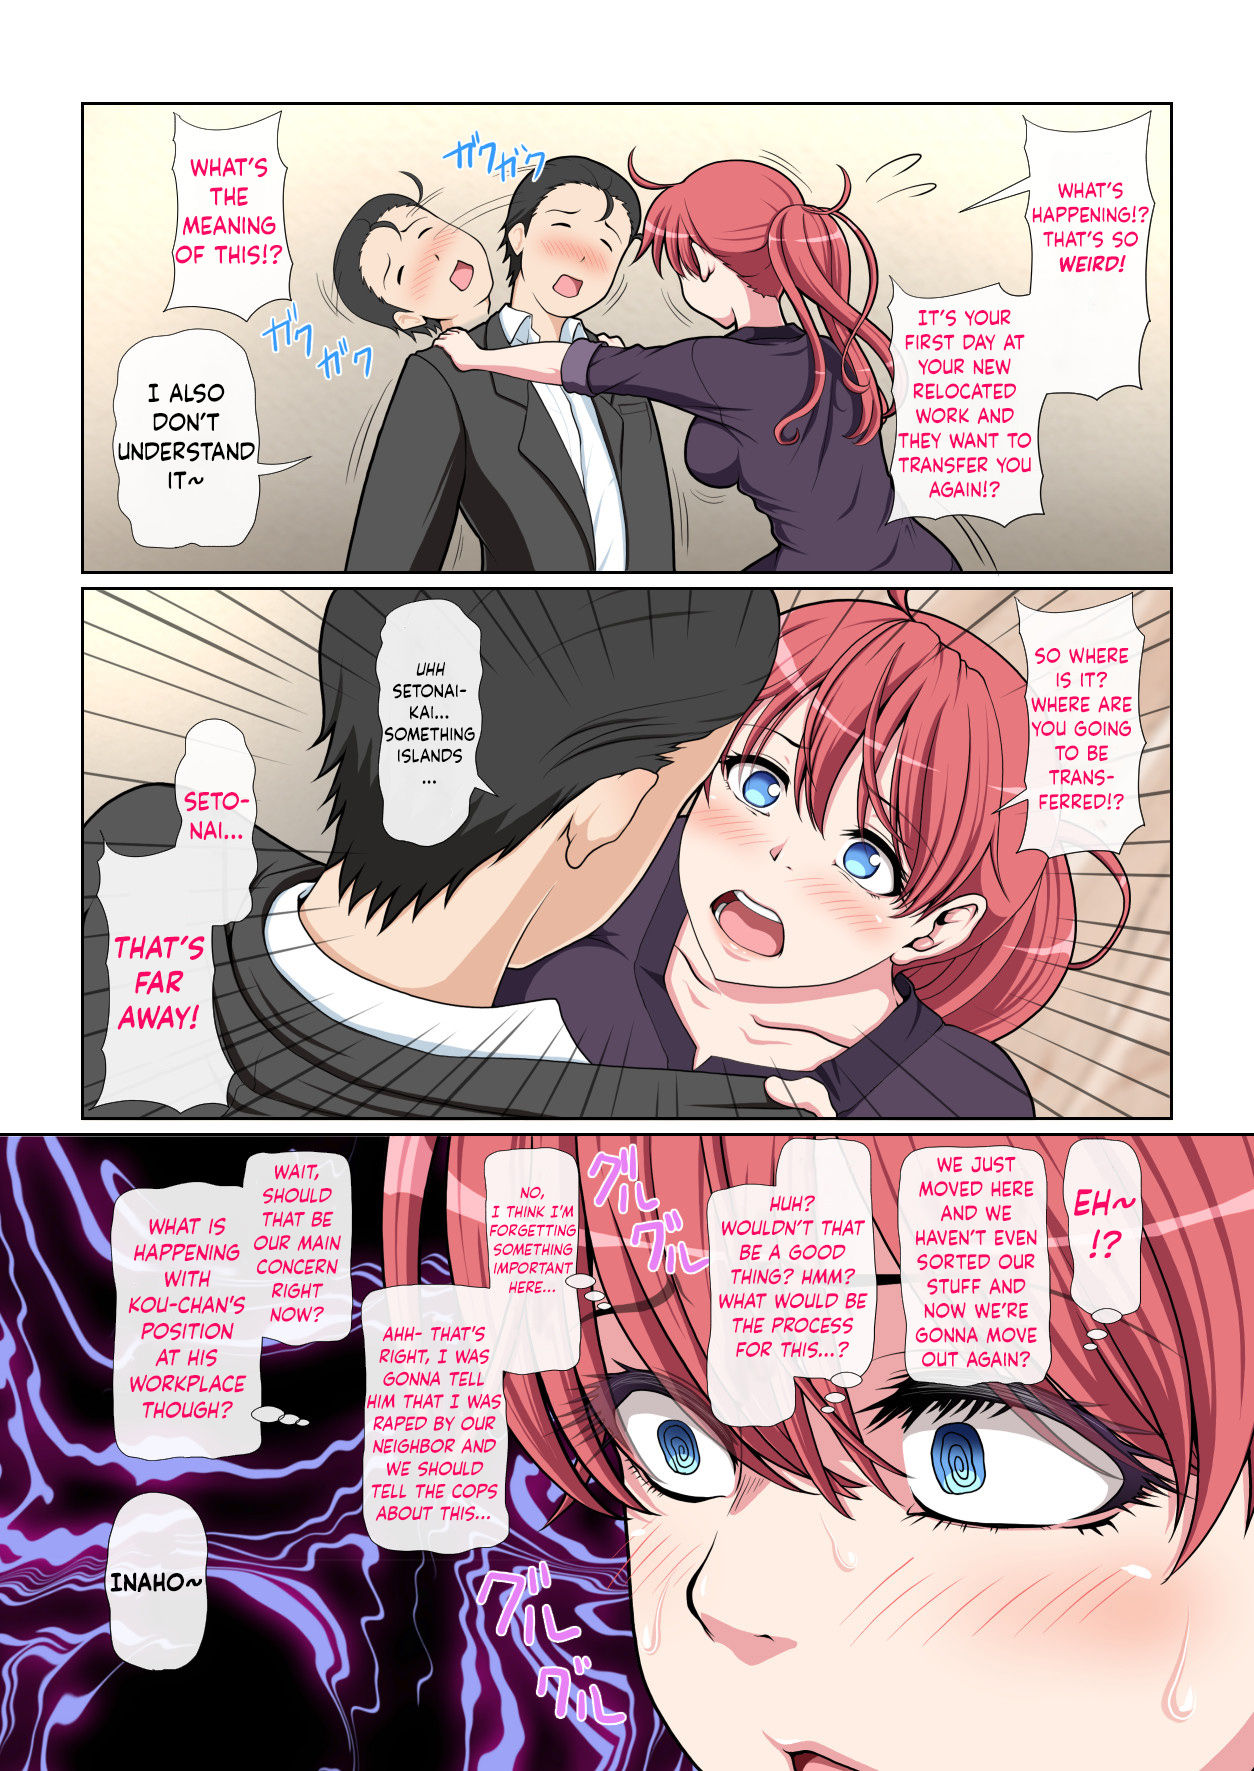 WHAT'S
HAPPENING!?
THAT'S SO
WEIRD!
IT'S YOUR
FIRST DAY AT
YOUR NEW
RELOCATED
WORK AND
THEY WANT TO
TRANSFER YOU
AGAIN!?
ガクガク
WHAT'S
THE
MEANING
OF THIS!?
ガクガク
I ALSO
DON'T
UNDERSTAND
IT~
SO WHERE
IS IT?
WHERE ARE
YOU GOING
TO BE
TRANS-
FERRED!?
UHH
SETONAI-
KAI...
SOMETHING
ISLANDS
...
SETO-
NAI...
THAT'S
FAR
AWAY!
EH~
!?
WE JUST
MOVED HERE
AND WE
HAVEN'T EVEN
SORTED OUR
STUFF AND
NOW WE'RE
GONNA MOVE
OUT AGAIN?
HUH?
WOULDN'T THAT
BE A GOOD
THING? HMM?
WHAT WOULD BE
THE PROCESS
FOR THIS...?
グル
グル
NO,
I THINK I'M
FORGETTING
SOMETHING
IMPORTANT
HERE...
AHH- THAT'S
RIGHT, I WAS
GONNA TELL
HIM THAT I WAS
RAPED BY OUR
NEIGHBOR AND
WE SHOULD
TELL THE COPS
ABOUT THIS...
WAIT,
SHOULD
THAT BE
OUR MAIN
CONCERN
RIGHT
NOW?
WHAT IS
HAPPENING
WITH
KOU-CHAN'S
POSITION
AT HIS
WORKPLACE
THOUGH?
グル
グル
INAHO~